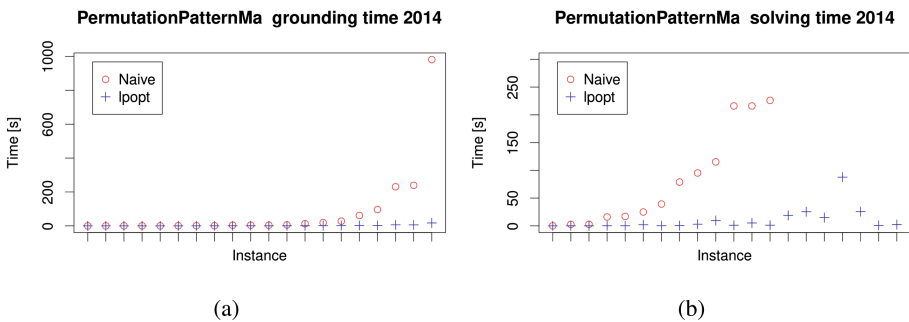 PermutationPatternMa grounding time 2014
1000
600
200
0
Time [s]
Naive
lpopt
Instance
(a)
PermutationPatternMa solving time 2014
250
150
50
0
Time [s]
Naive
lpopt
Instance
(b)